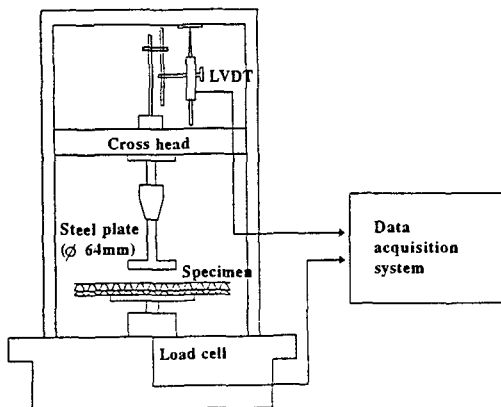 LVDT
Cross head
Steel plate
(Ø 64mm)
Specimen
Data
acquisition
system
Load cell